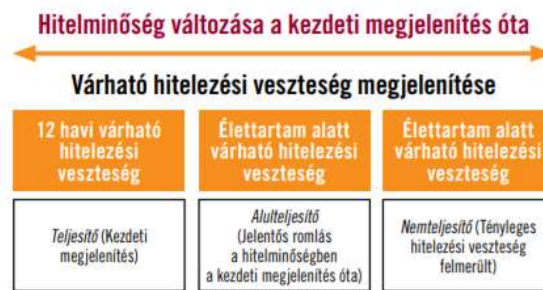 Hitelminőség változása a kezdeti megjelenítés óta
Várható hitelezési veszteség megjelenítése
12 havi várható
hitelezési
veszteség
Élettartam alatt
várható hitelezési
veszteség
Élettartam alatt
várható hitelezési
veszteség
Teljesítő (Kezdeti
megjelenítés)
Alulteljesítő
(Jelentős romlás
a hitelminőségben
a kezdeti megjelenítés óta)
Nemteljesítő (Tényleges
hitelezési veszteség
felmerült)